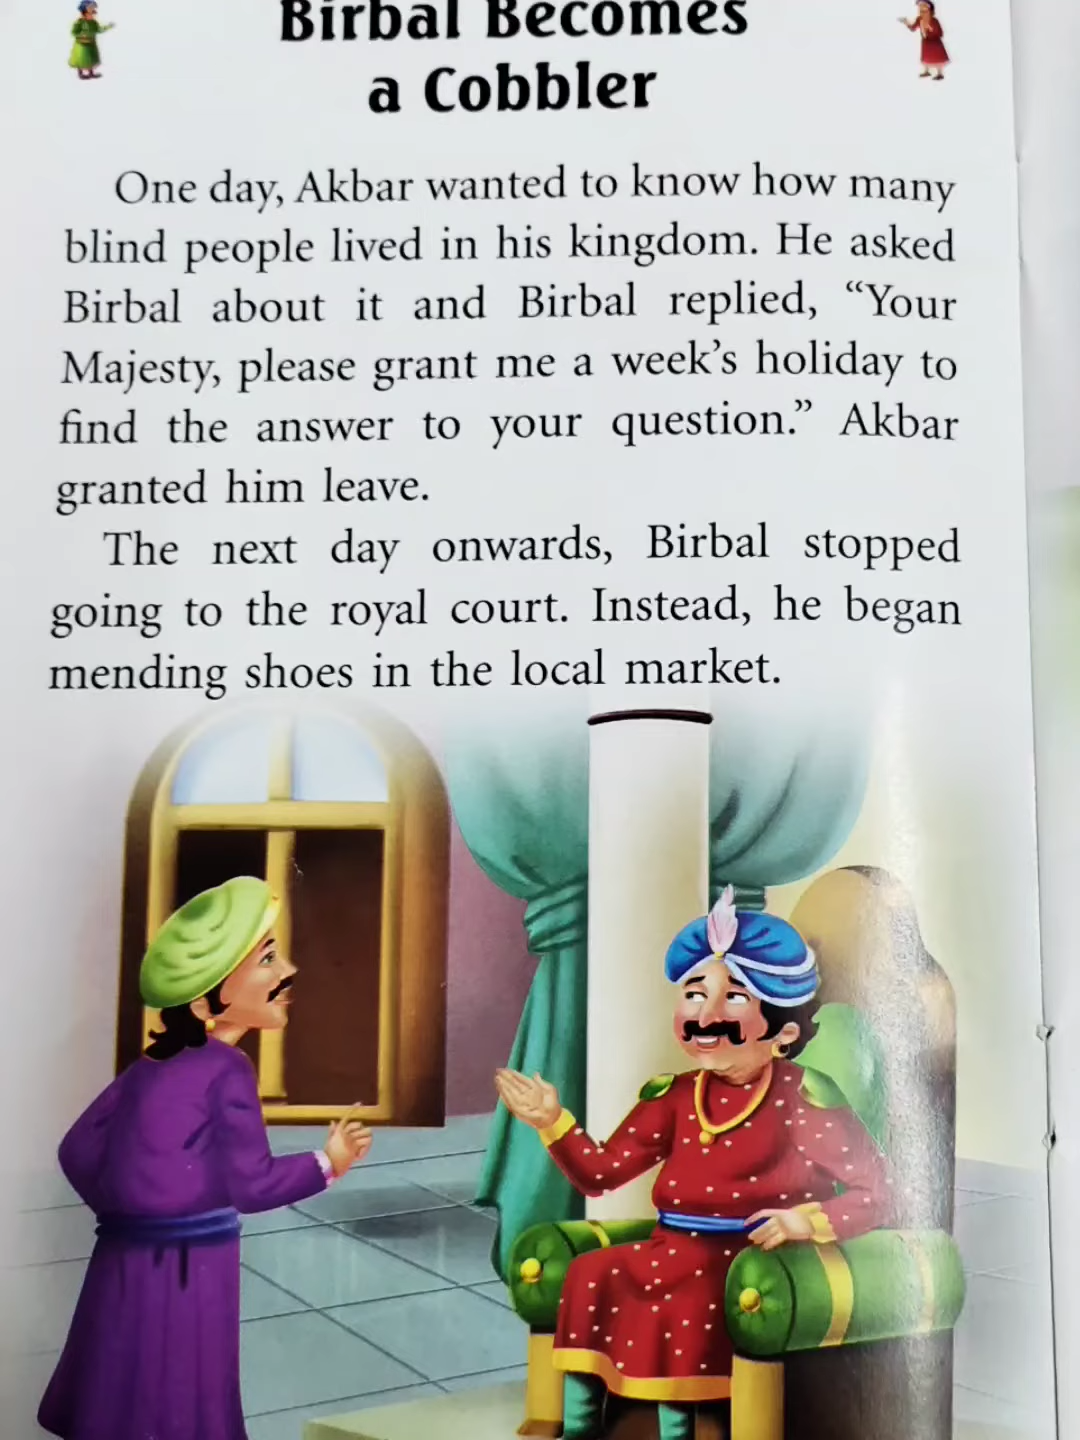 Birbal Becomes
a Cobbler
One day, Akbar wanted to know how many
blind people lived in his kingdom. He asked
Birbal about it and Birbal replied, “Your
Majesty, please grant me a week’s holiday to
find the answer to your question.” Akbar
granted him leave.
The next day onwards, Birbal stopped
going to the royal court. Instead, he began
mending shoes in the local market.